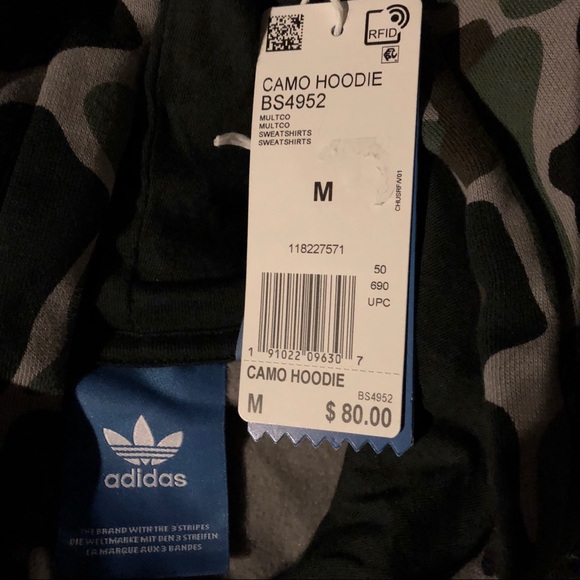 RFID
CAMO HOODIE
BS4952
MULTCO
MULTCO
SWEATSHIRTS
SWEATSHIRTS
M
CHUSRFIV01
118227571
50
690
UPC
1 91022 09630 7
CAMO HOODIE
BS4952
M
$ 80.00
adidas
THE BRAND WITH THE 3 STRIPES
DIE WELTMARKE MIT DEN 3 STREIFEN
LA MARQUE AUX 3 BANDES